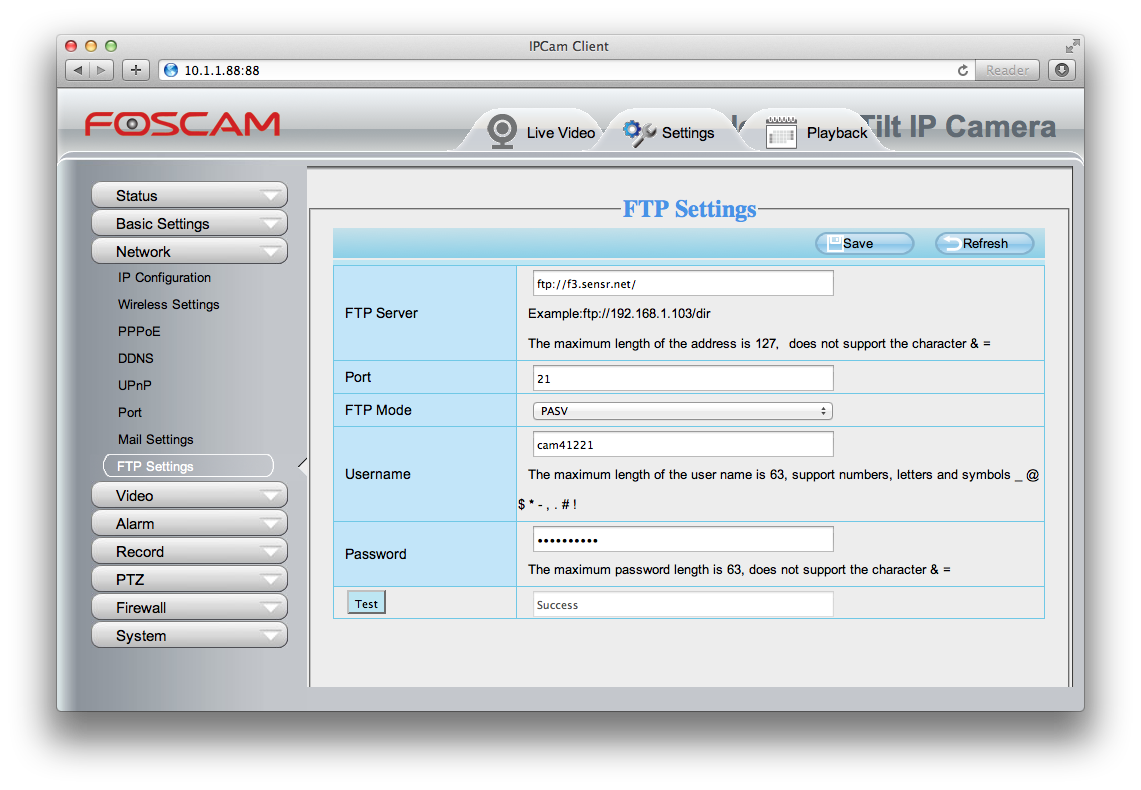 IPCam Client
10.1.1.88:88
Reader
FOSCAM
Live Video
Settings
Playback
Tilt IP Camera
Status
Basic Settings
Network
IP Configuration
Wireless Settings
PPPoE
DDNS
UPnP
Port
Mail Settings
FTP Settings
Video
Alarm
Record
PTZ
Firewall
System
FTP Settings
Save
Refresh
FTP Server
ftp://f3.sensr.net/
Example:ftp://192.168.1.103/dir
The maximum length of the address is 127, does not support the character & =
Port
21
FTP Mode
PASV
Username
cam41221
The maximum length of the user name is 63, support numbers, letters and symbols _ @
$ * - , . # !
Password
••••••••••
The maximum password length is 63, does not support the character & =
Test
Success